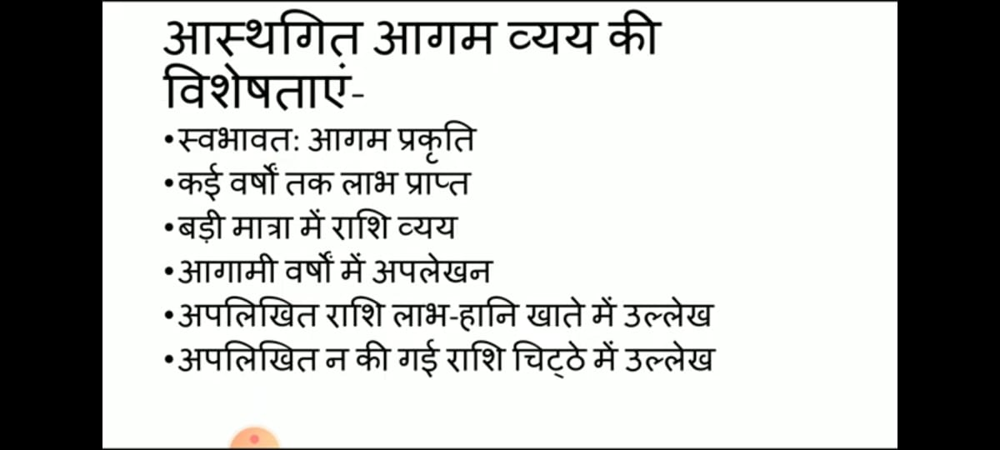 आस्थगित आगम व्यय की
विशेषताएं-
•स्वभावत: आगम प्रकृति
•कई वर्षों तक लाभ प्राप्त
•बड़ी मात्रा में राशि व्यय
•आगामी वर्षों में अपलेखन
•अपलिखित राशि लाभ-हानि खाते में उल्लेख
•अपलिखित न की गई राशि चिट्ठे में उल्लेख